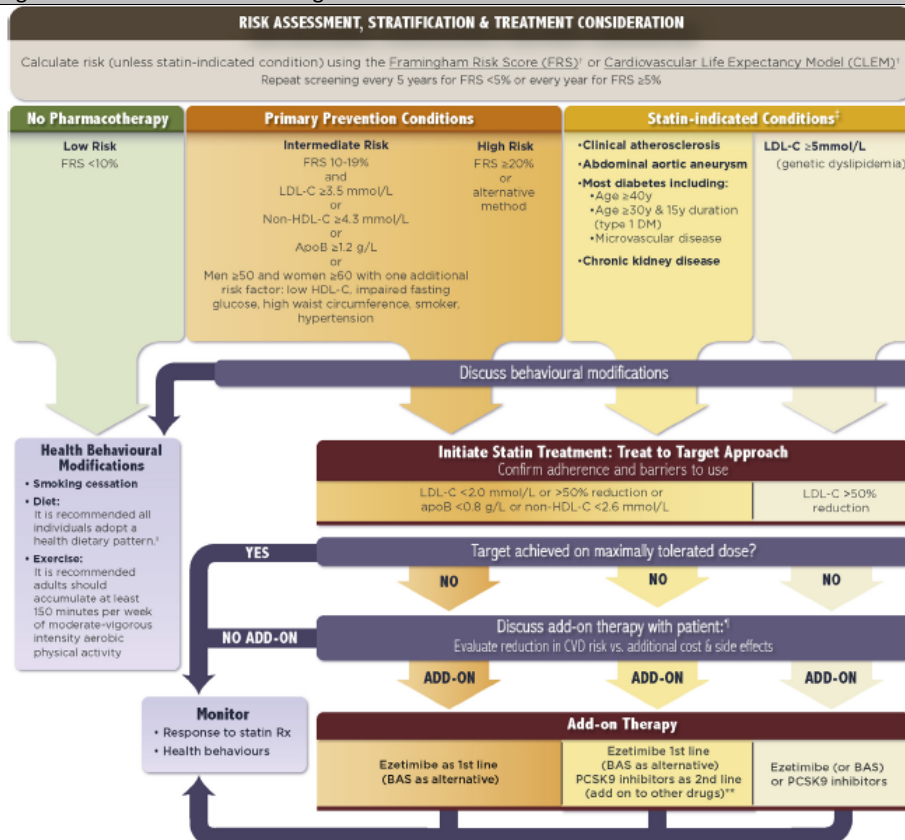 RISK ASSESSMENT, STRATIFICATION & TREATMENT CONSIDERATION
Calculate risk (unless statin-indicated condition) using the Framingham Risk Score (FRS)† or Cardiovascular Life Expectancy Model (CLEM)†
Repeat screening every 5 years for FRS <5% or every year for FRS ≥5%
No Pharmacotherapy
Low Risk
FRS <10%
Primary Prevention Conditions
Intermediate Risk
FRS 10-19%
and
LDL-C ≥3.5 mmol/L
or
Non-HDL-C ≥4.3 mmol/L
or
ApoB ≥1.2 g/L
or
Men ≥50 and women ≥60 with one additional
risk factor: low HDL-C, impaired fasting
glucose, high waist circumference, smoker,
hypertension
High Risk
FRS ≥20%
or
alternative
method
Statin-indicated Conditions‡
•Clinical atherosclerosis
•Abdominal aortic aneurysm
•Most diabetes including:
•Age ≥40y
•Age ≥30y & 15y duration
(type 1 DM)
•Microvascular disease
•Chronic kidney disease
LDL-C ≥5mmol/L
(genetic dyslipidemia)
Discuss behavioural modifications
Health Behavioural
Modifications
• Smoking cessation
• Diet:
It is recommended all
individuals adopt a
health dietary pattern.§
• Exercise:
It is recommended
adults should
accumulate at least
150 minutes per week
of moderate-vigorous
intensity aerobic
physical activity
Initiate Statin Treatment: Treat to Target Approach
Confirm adherence and barriers to use
LDL-C <2.0 mmol/L or >50% reduction or
apoB <0.8 g/L or non-HDL-C <2.6 mmol/L
LDL-C >50%
reduction
YES
Target achieved on maximally tolerated dose?
NO
NO
NO
NO ADD-ON
Discuss add-on therapy with patient:¶
Evaluate reduction in CVD risk vs. additional cost & side effects
ADD-ON
ADD-ON
ADD-ON
Monitor
• Response to statin Rx
• Health behaviours
Add-on Therapy
Ezetimibe as 1st line
(BAS as alternative)
Ezetimibe 1st line
(BAS as alternative)
PCSK9 inhibitors as 2nd line
(add on to other drugs)**
Ezetimibe (or BAS)
or PCSK9 inhibitors